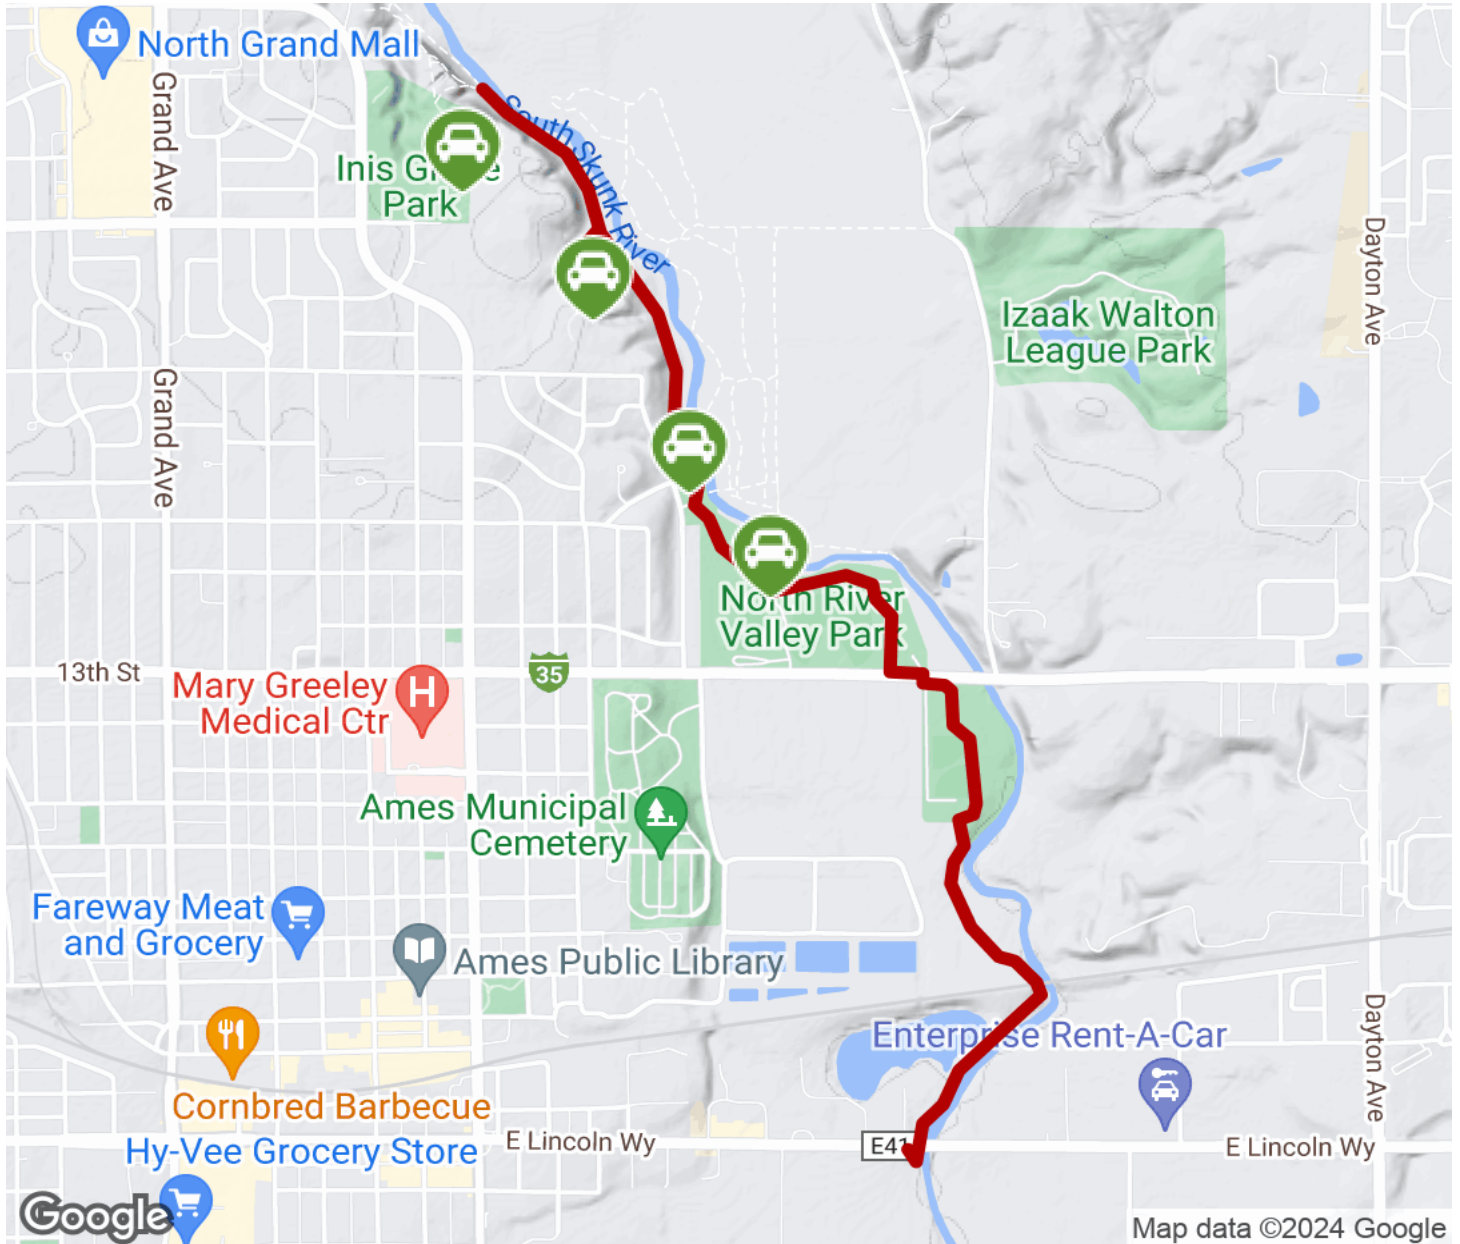 North Grand Mall
Grand Ave
South Skunk River
Inis G e
Park
Dayton Ave
Izaak Walton
League Park
Grand Ave
North River
Valley Park
13th St
35
Mary Greeley
Medical Ctr
H
Ames Municipal
Cemetery
Fareway Meat
and Grocery
Ames Public Library
Dayton Ave
Enterprise Rent-A-Car
Cornbred Barbecue
Hy-Vee Grocery Store
E Lincoln Wy
E41
E Lincoln Wy
Google
Map data ©2024 Google